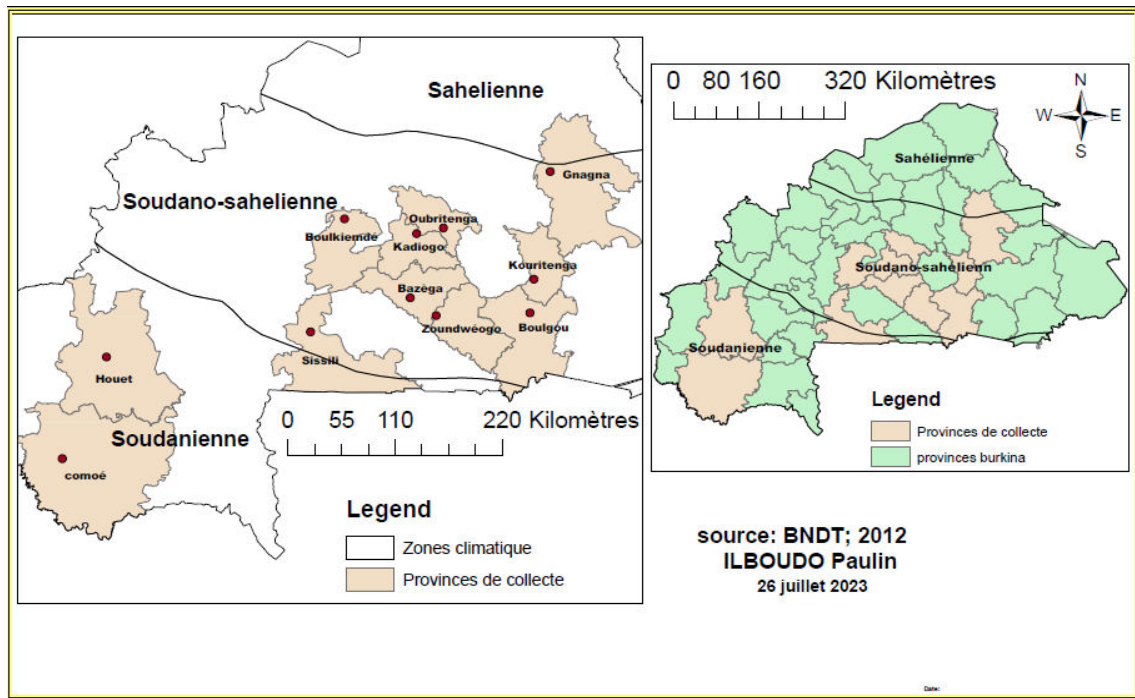 Sahelienne
Gnagna
Soudano-sahelienne
Oubritenga
Boulkiemdé
Kadiogo
Kouritenga
Bazèga
Zoundwéogo
Boulgou
Sissili
Houet
0 55 110 220 Kilomètres
Soudanienne
comoé
Legend
Zones climatique
Provinces de collecte
0 80 160 320 Kilomètres
N
W E
S
Sahélienne
Soudano-sahélienn
Soudanienne
Legend
Provinces de collecte
provinces burkina
source: BNDT; 2012
ILBOUDO Paulin
26 juillet 2023
Date: